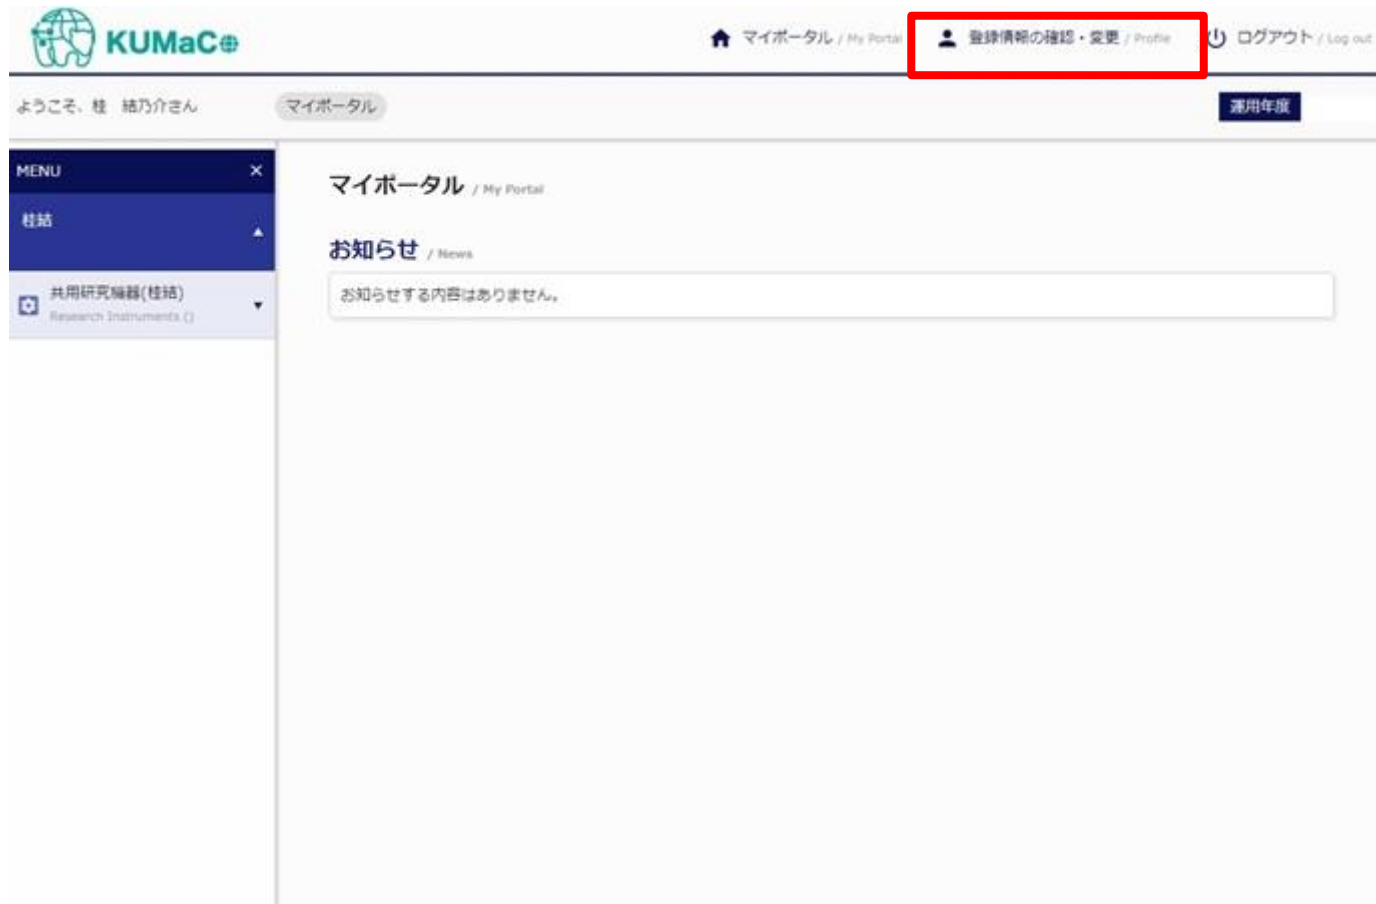 KUMaCo
マイポータル / My Portal
登録情報の確認・変更 / Profile
ログアウト / Log out
ようこそ、桂 結乃介さん
マイポータル
運用年度
MENU ×
桂結
共用研究機器(桂結)
Research Instruments ()
マイポータル / My Portal
お知らせ / News
お知らせする内容はありません。